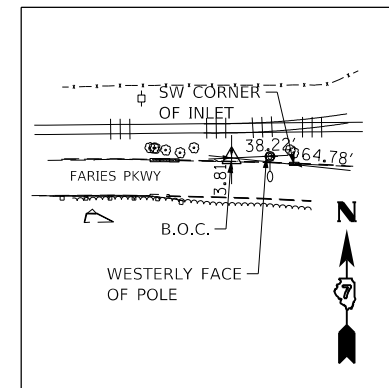 SW CORNER
OF INLET
38.22'
64.78'
FARIES PKWY
3.81'
B.O.C.
WESTERLY FACE
OF POLE
N
7